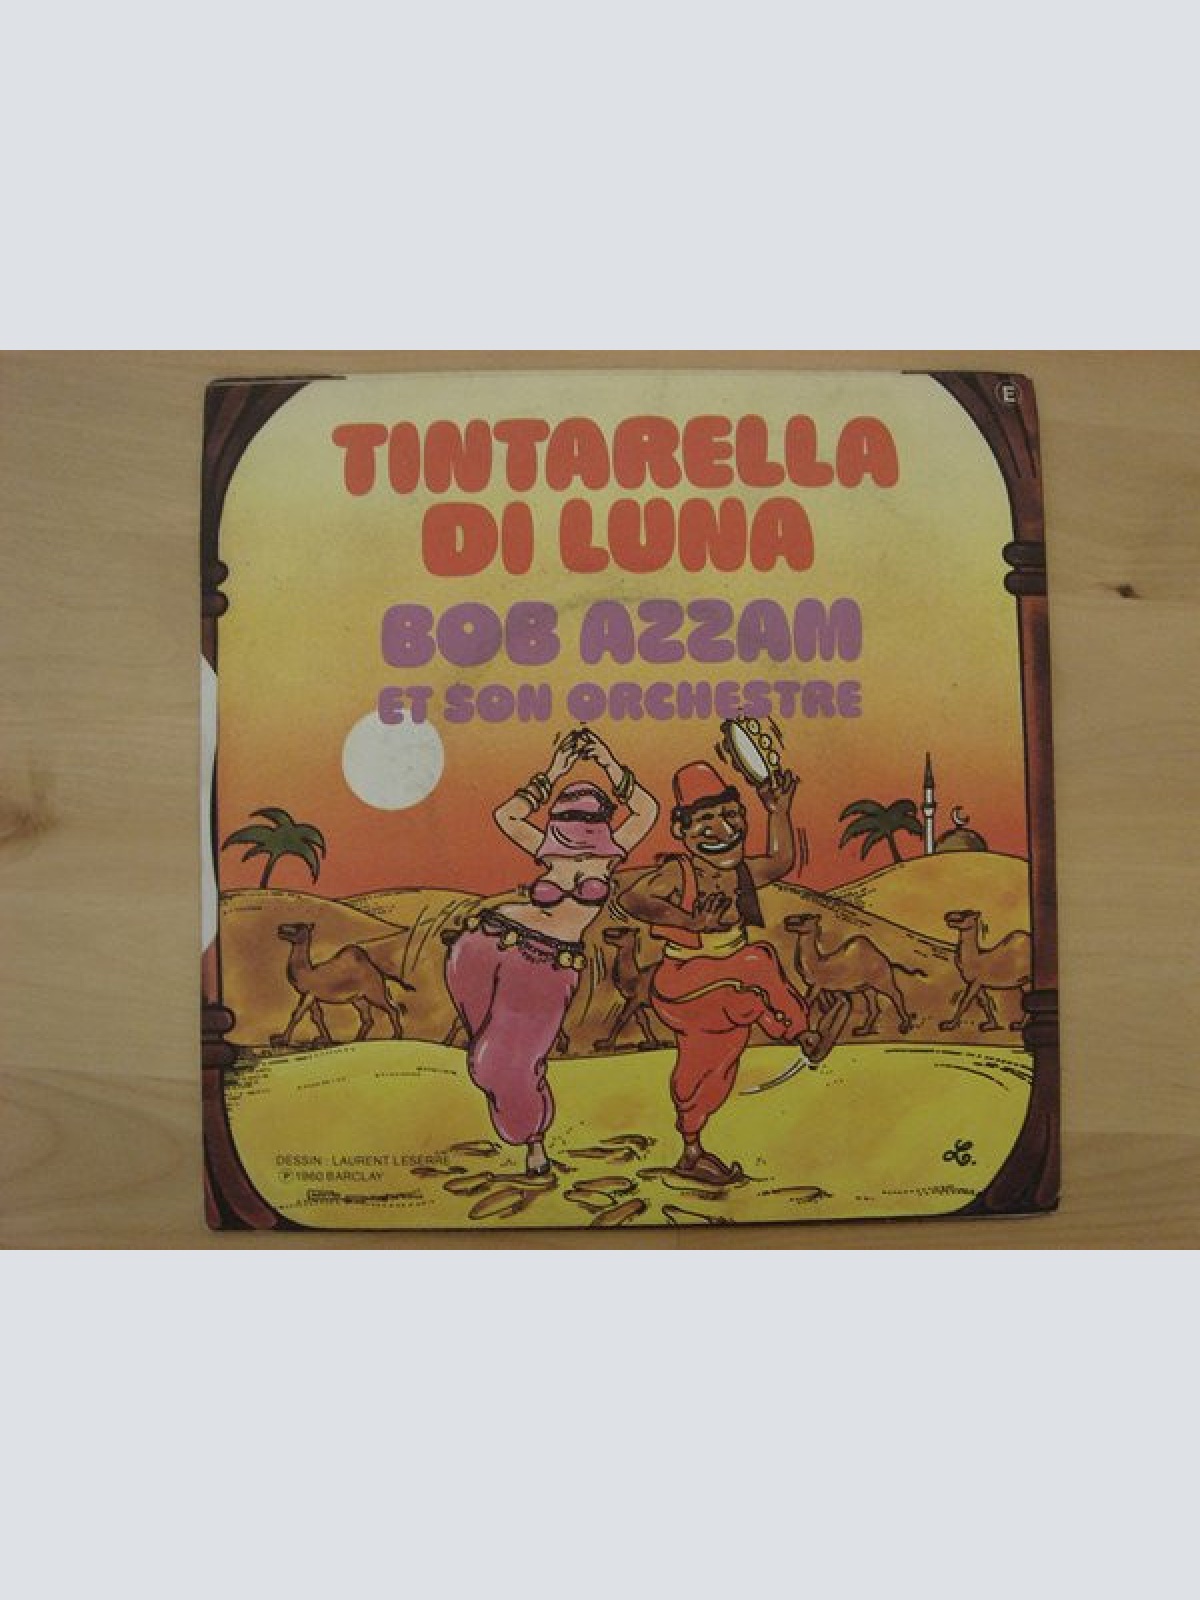 E
TINTARELLA
DI LUNA
BOB AZZAM
ET SON ORCHESTRE
DESSIN : LAURENT LESERRE
Ⓟ 1960 BARCLAY
L.